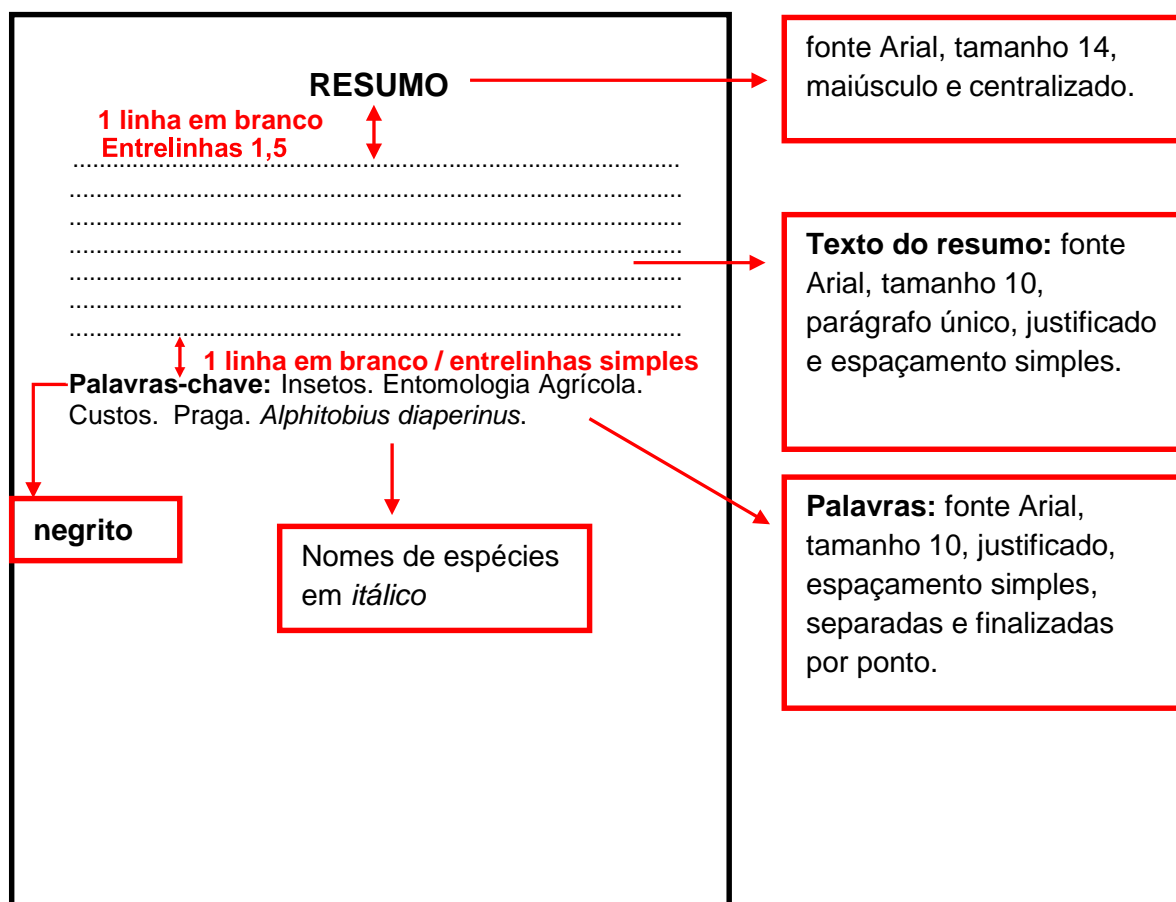 RESUMO
1 linha em branco
Entrelinhas 1,5
...........................................................................................
............................................................................................
............................................................................................
............................................................................................
............................................................................................
............................................................................................
............................................................................................
1 linha em branco / entrelinhas simples
Palavras-chave: Insetos. Entomologia Agrícola.
Custos.  Praga. Alphitobius diaperinus.
negrito
Nomes de espécies
em itálico
fonte Arial, tamanho 14,
maiúsculo e centralizado.
Texto do resumo: fonte
Arial, tamanho 10,
parágrafo único, justificado
e espaçamento simples.
Palavras: fonte Arial,
tamanho 10, justificado,
espaçamento simples,
separadas e finalizadas
por ponto.